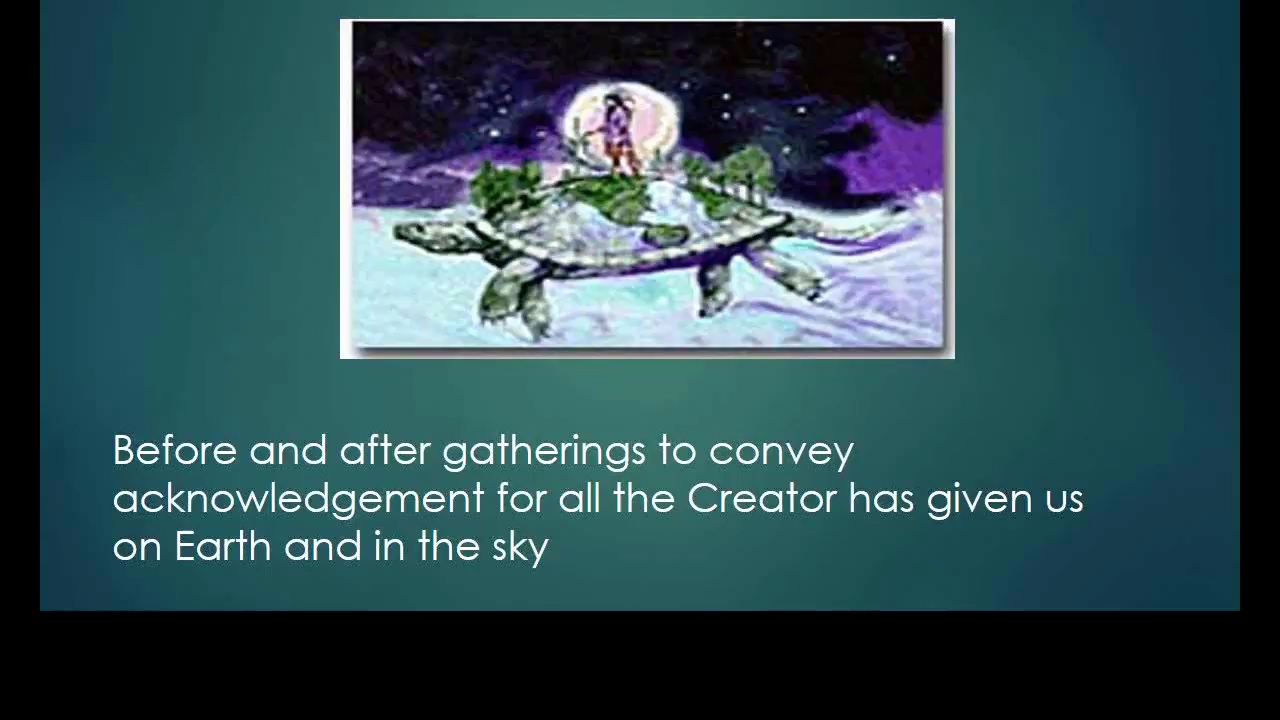 Before and after gatherings to convey
acknowledgement for all the Creator has given us
on Earth and in the sky